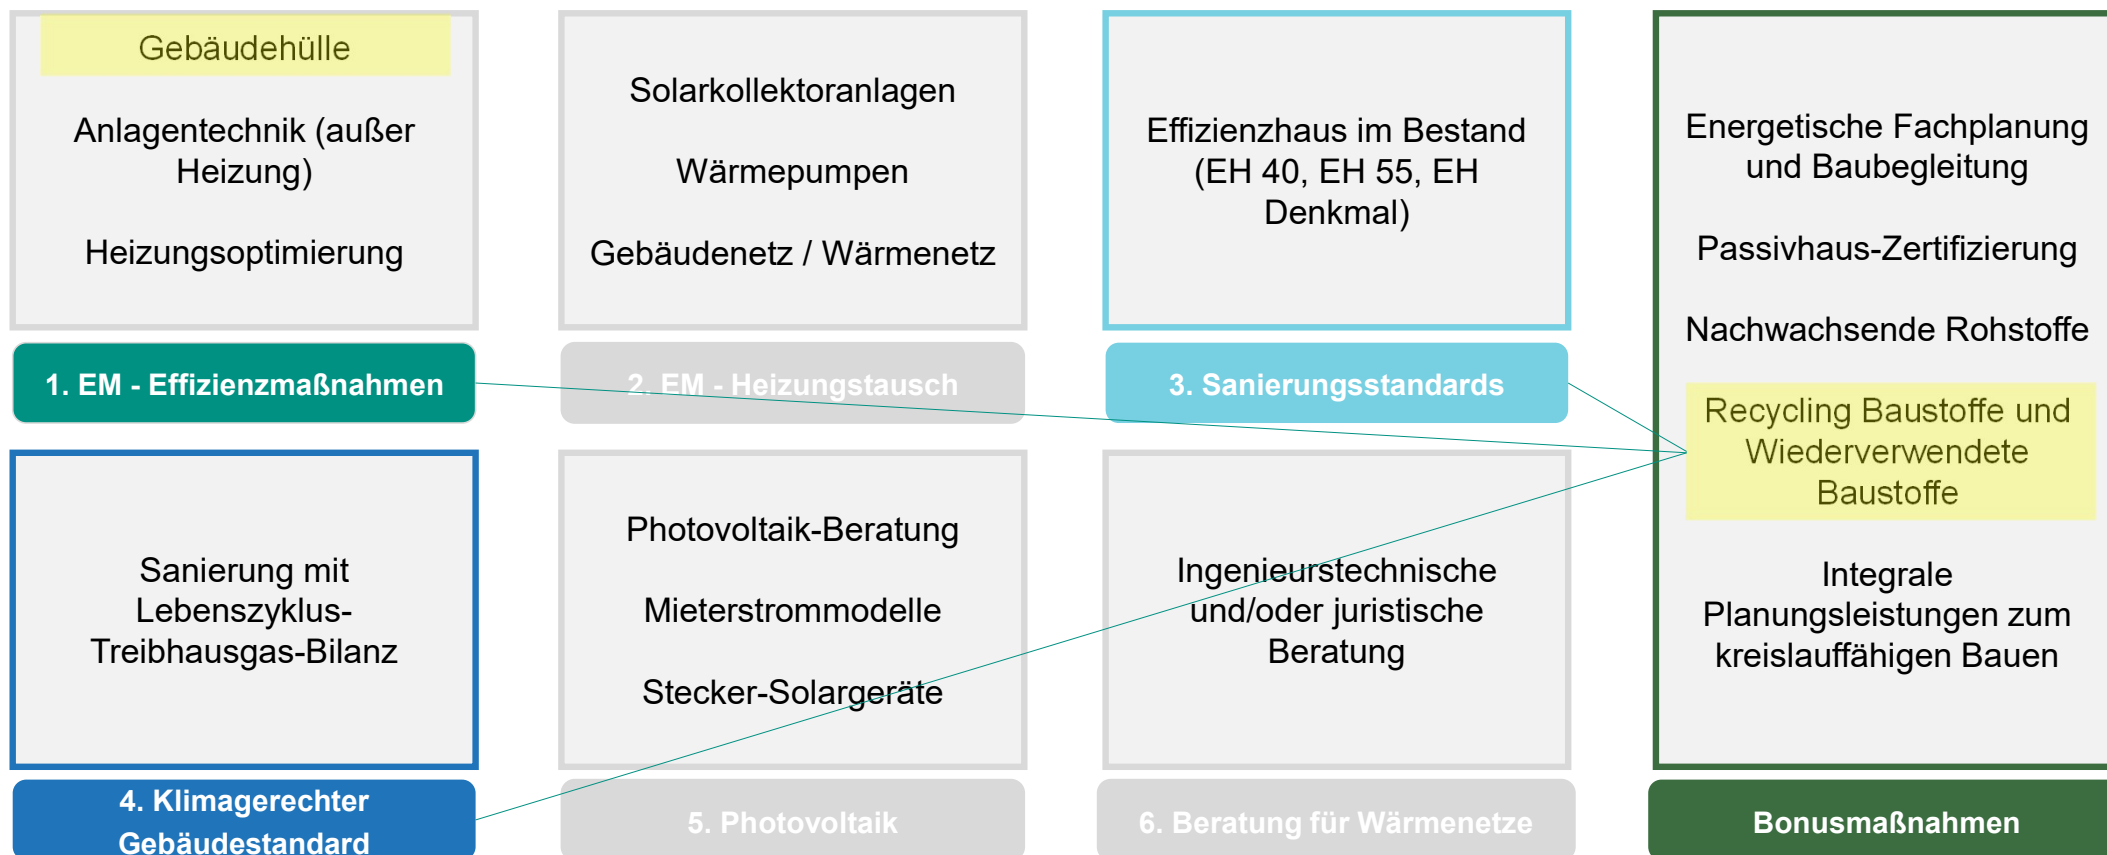 Gebäudehülle
Anlagentechnik (außer
Heizung)
Heizungsoptimierung
1. EM - Effizienzmaßnahmen
Solarkollektoranlagen
Wärmepumpen
Gebäudenetz / Wärmenetz
2. EM - Heizungstausch
Effizienzhaus im Bestand
(EH 40, EH 55, EH
Denkmal)
3. Sanierungsstandards
Sanierung mit
Lebenszyklus-
Treibhausgas-Bilanz
4. Klimagerechter
Gebäudestandard
Photovoltaik-Beratung
Mieterstrommodelle
Stecker-Solargeräte
5. Photovoltaik
Ingenieurstechnische
und/oder juristische
Beratung
6. Beratung für Wärmenetze
Energetische Fachplanung
und Baubegleitung
Passivhaus-Zertifizierung
Nachwachsende Rohstoffe
Recycling Baustoffe und
Wiederverwendete
Baustoffe
Integrale
Planungsleistungen zum
kreislauffähigen Bauen
Bonusmaßnahmen